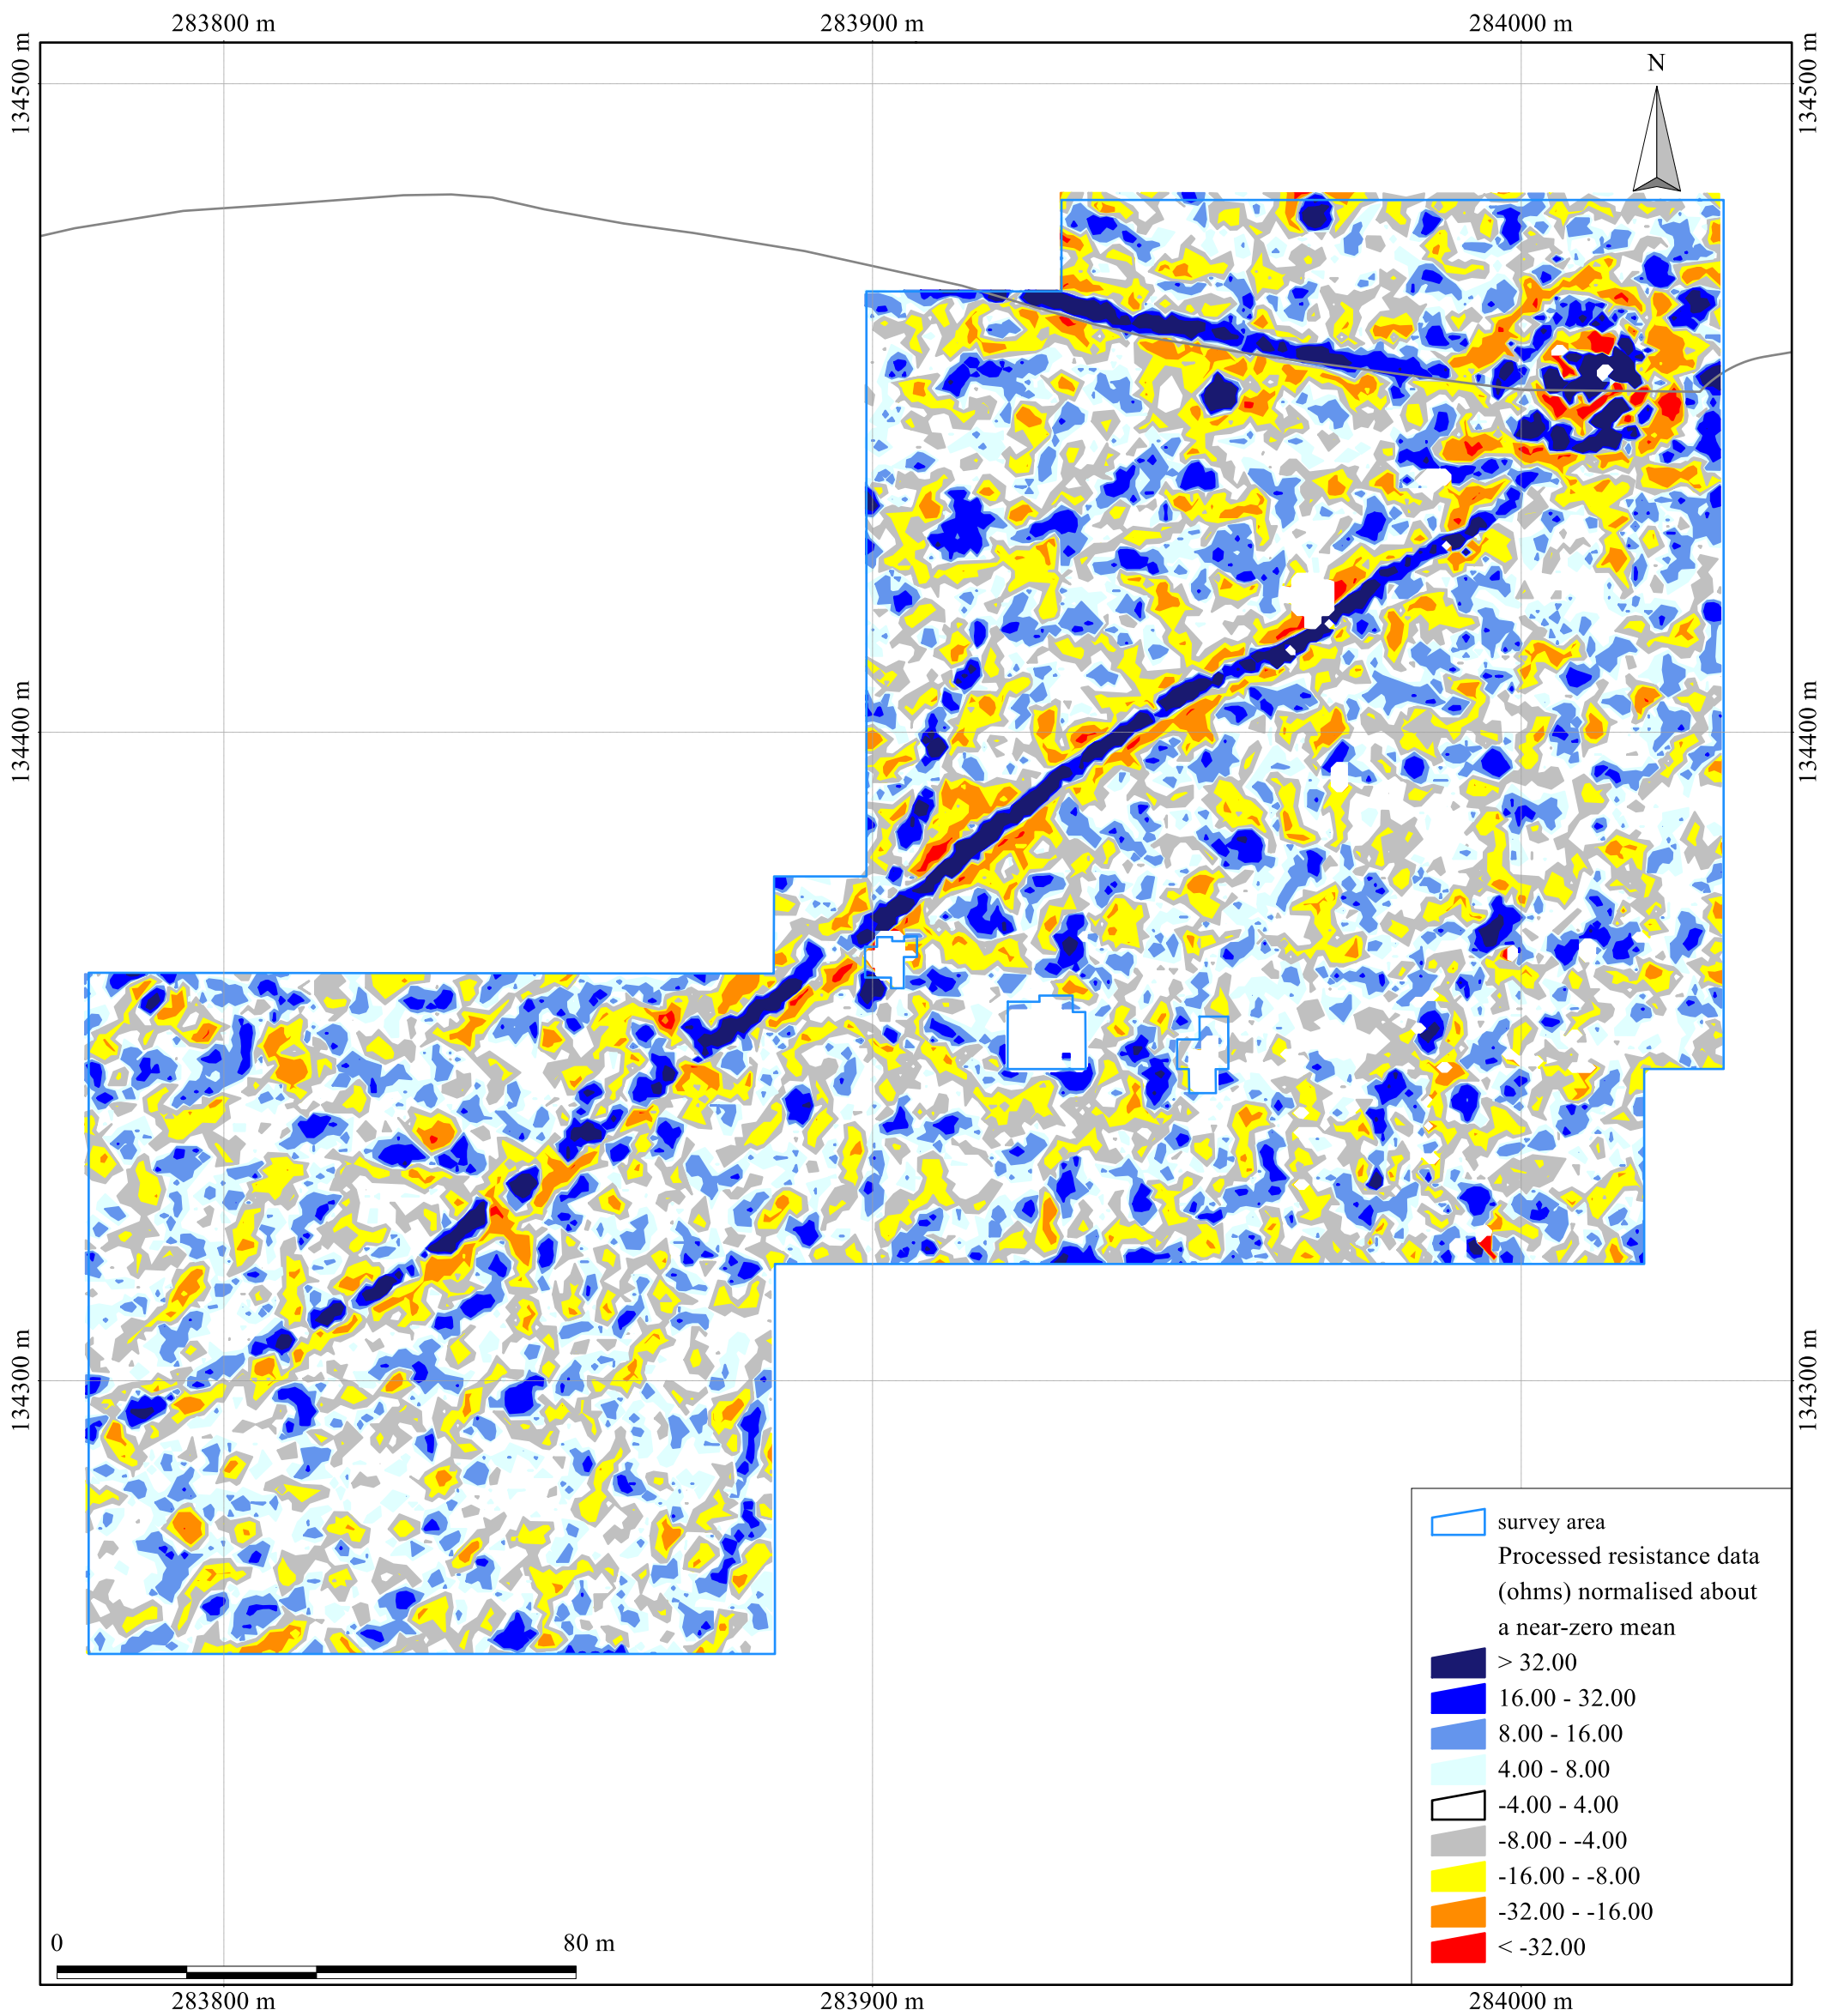 283800 m
283900 m
284000 m
134500 m
134500 m
N
134400 m
134400 m
134300 m
134300 m
survey area
Processed resistance data
(ohms) normalised about
a near-zero mean
> 32.00
16.00 - 32.00
8.00 - 16.00
4.00 - 8.00
-4.00 - 4.00
-8.00 - -4.00
-16.00 - -8.00
-32.00 - -16.00
< -32.00
0
80 m
283800 m
283900 m
284000 m